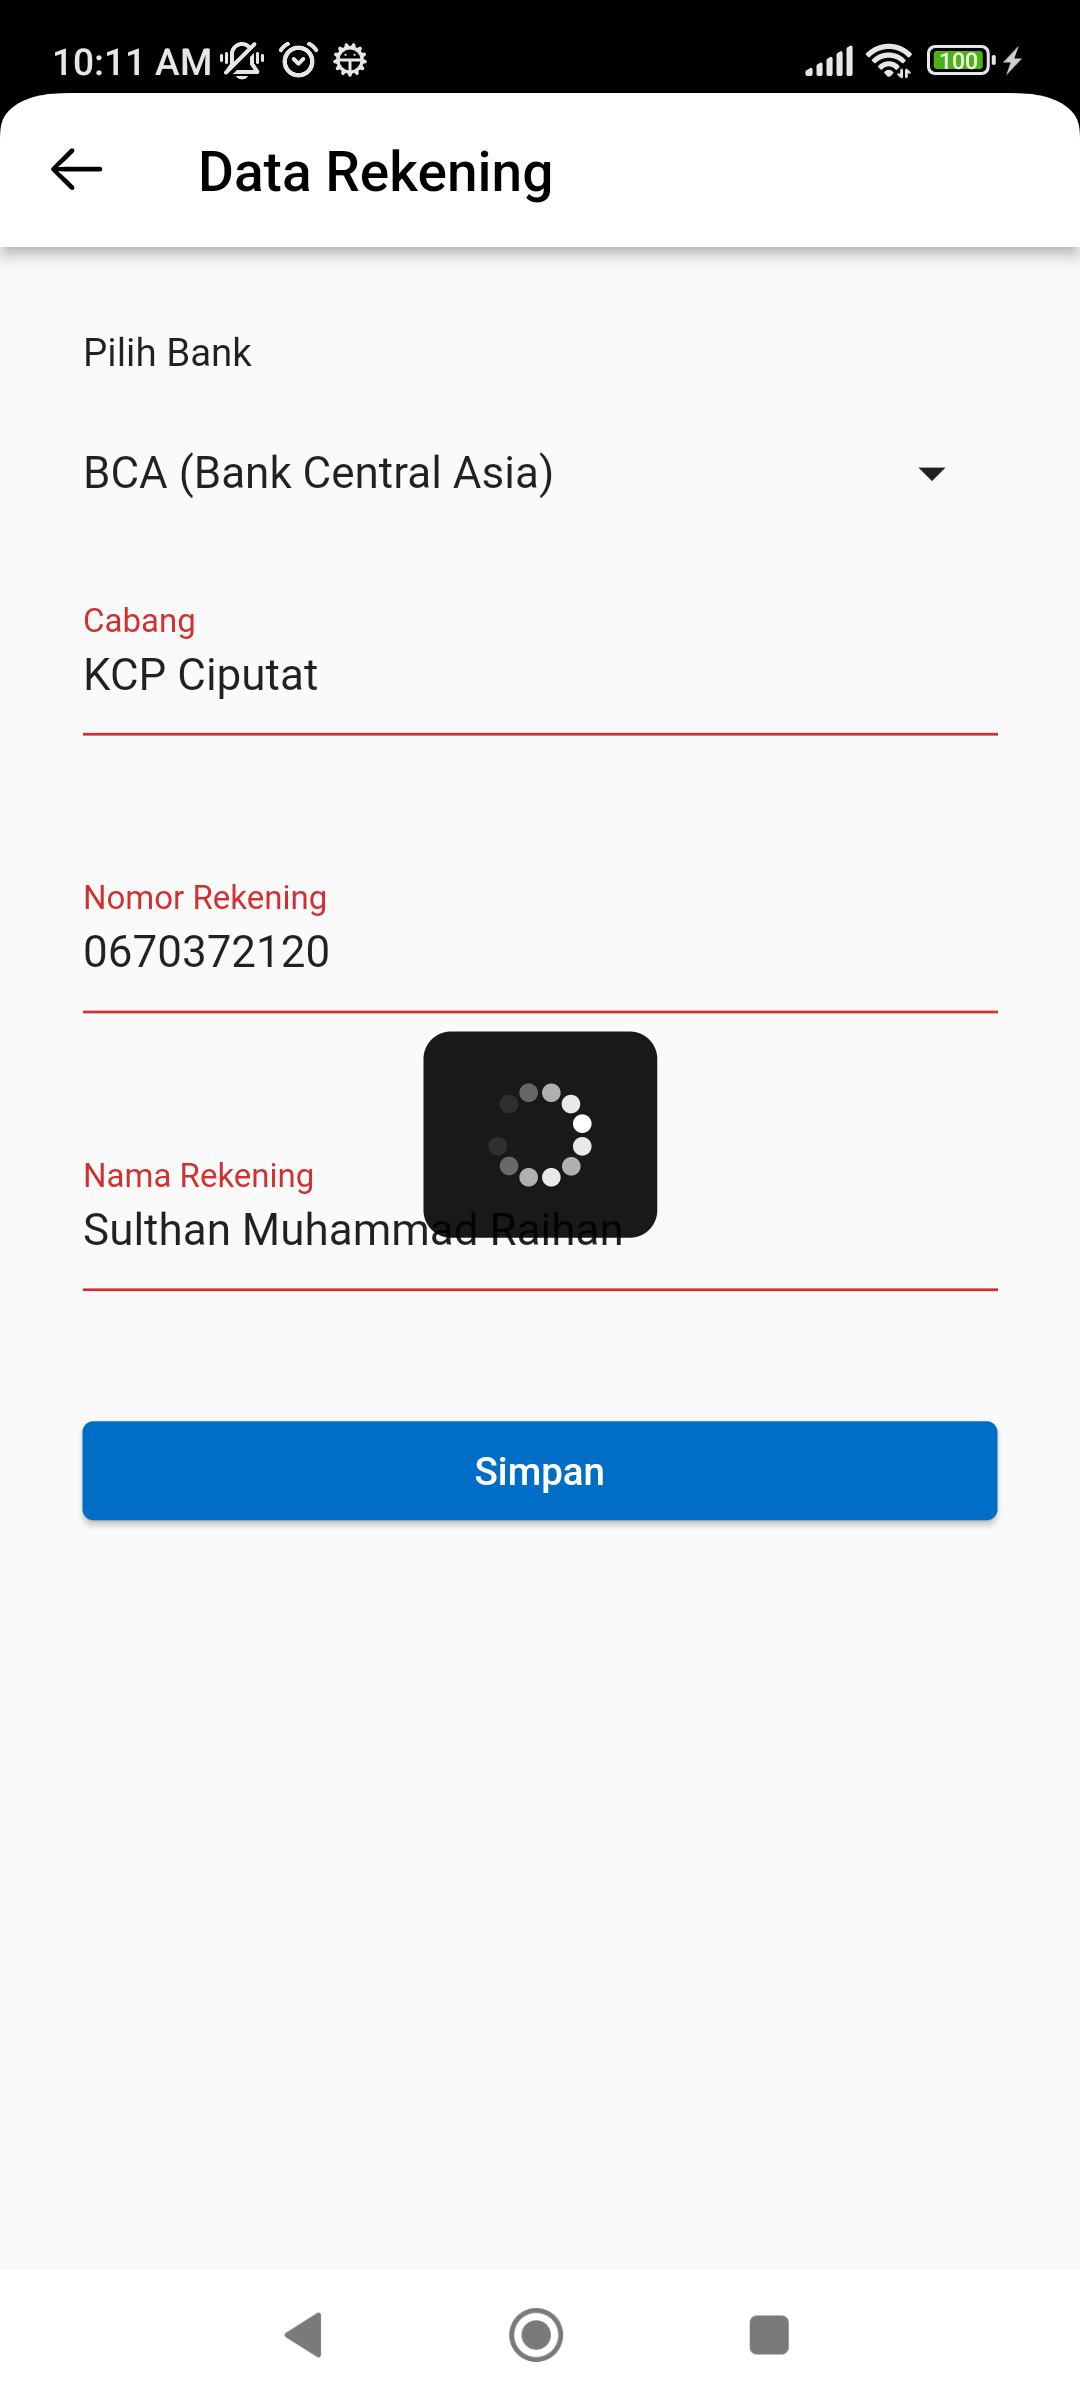 10:11 AM
100
Data Rekening
Pilih Bank
BCA (Bank Central Asia)
Cabang
KCP Ciputat
Nomor Rekening
0670372120
Nama Rekening
Sulthan Muhammad Raihan
Simpan